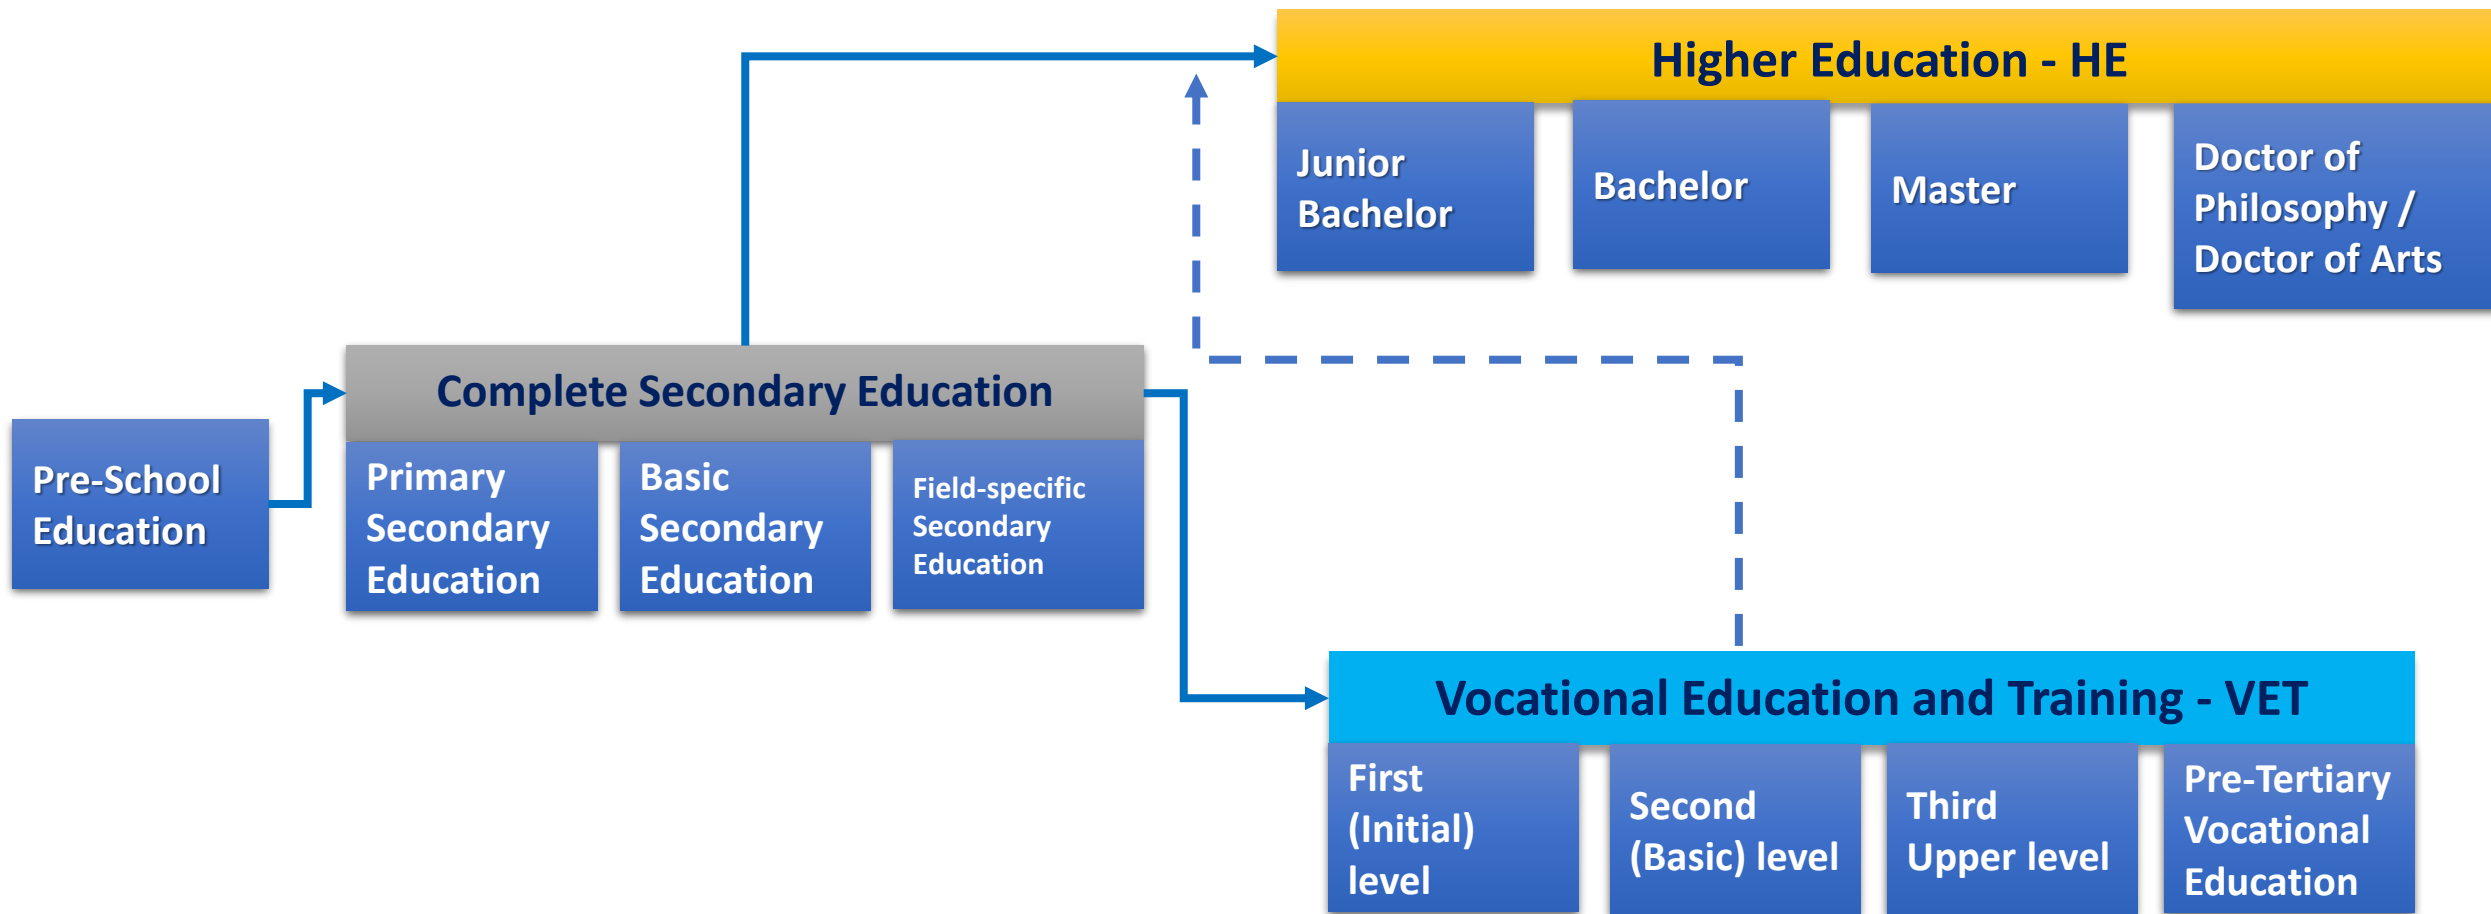 Higher Education - HE
Junior
Bachelor
Bachelor
Master
Doctor of
Philosophy /
Doctor of Arts
Complete Secondary Education
Pre-School
Education
Primary
Secondary
Education
Basic
Secondary
Education
Field-specific
Secondary
Education
Vocational Education and Training - VET
First
(Initial)
level
Second
(Basic) level
Third
Upper level
Pre-Tertiary
Vocational
Education